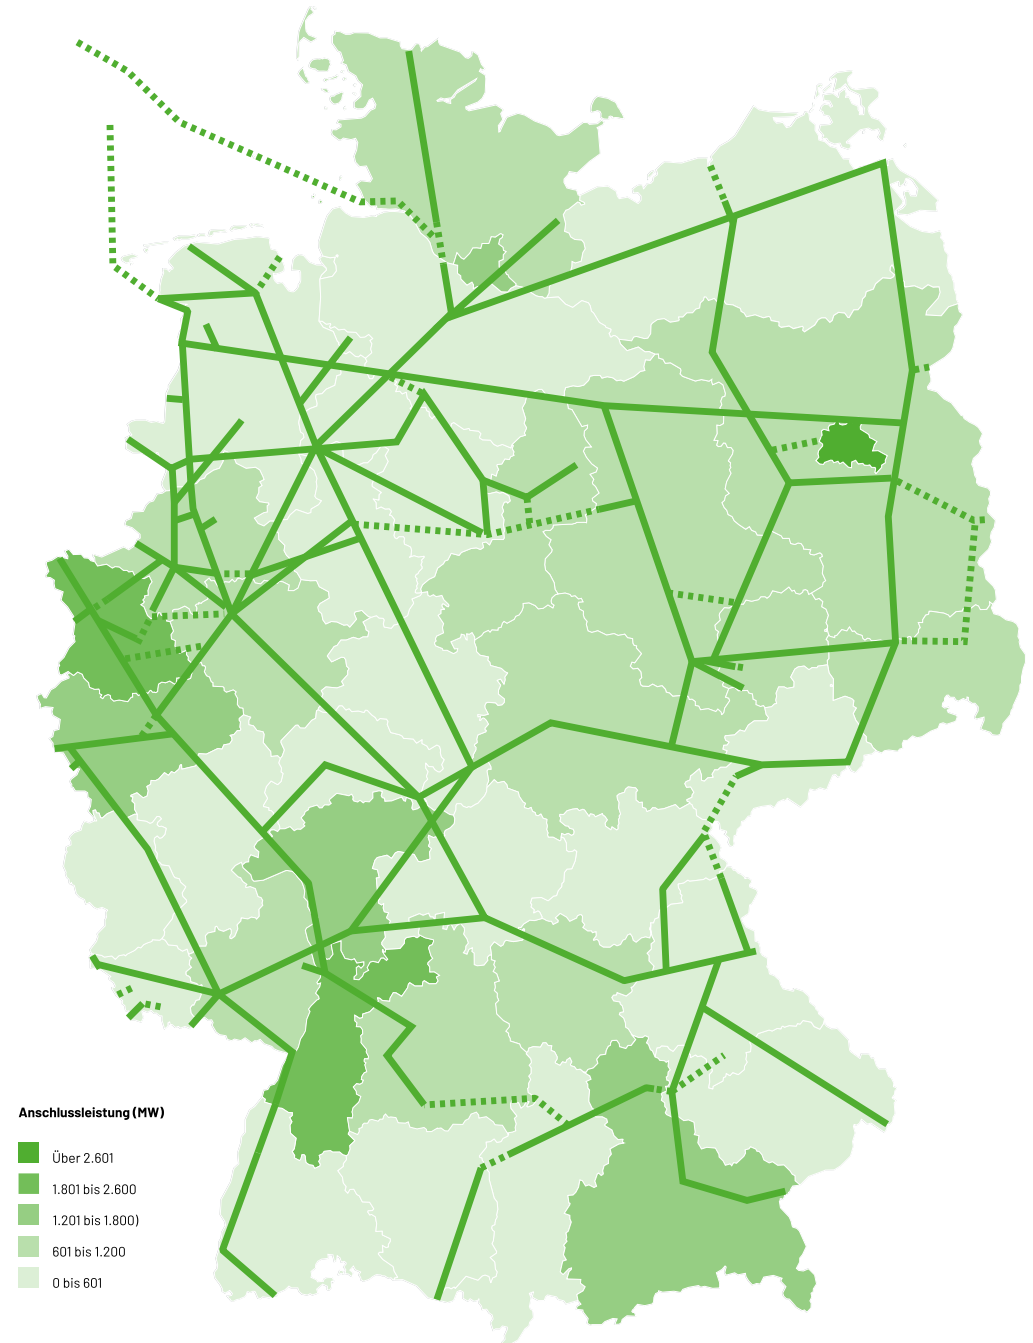 Anschlussleistung (MW)
Über 2.601
1.801 bis 2.600
1.201 bis 1.800)
601 bis 1.200
0 bis 601